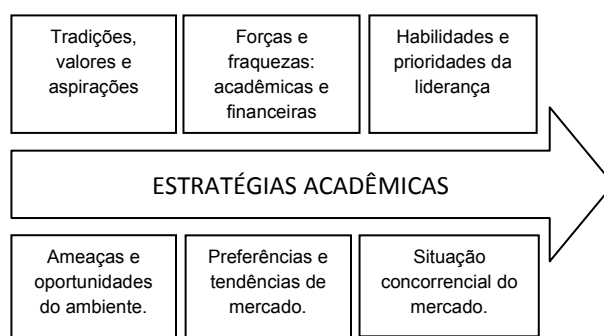 Tradições,
valores e
aspirações
Forças e
fraquezas:
acadêmicas e
financeiras
Habilidades e
prioridades da
liderança
ESTRATÉGIAS ACADÊMICAS
Ameaças e
oportunidades
do ambiente.
Preferências e
tendências de
mercado.
Situação
concorrencial do
mercado.